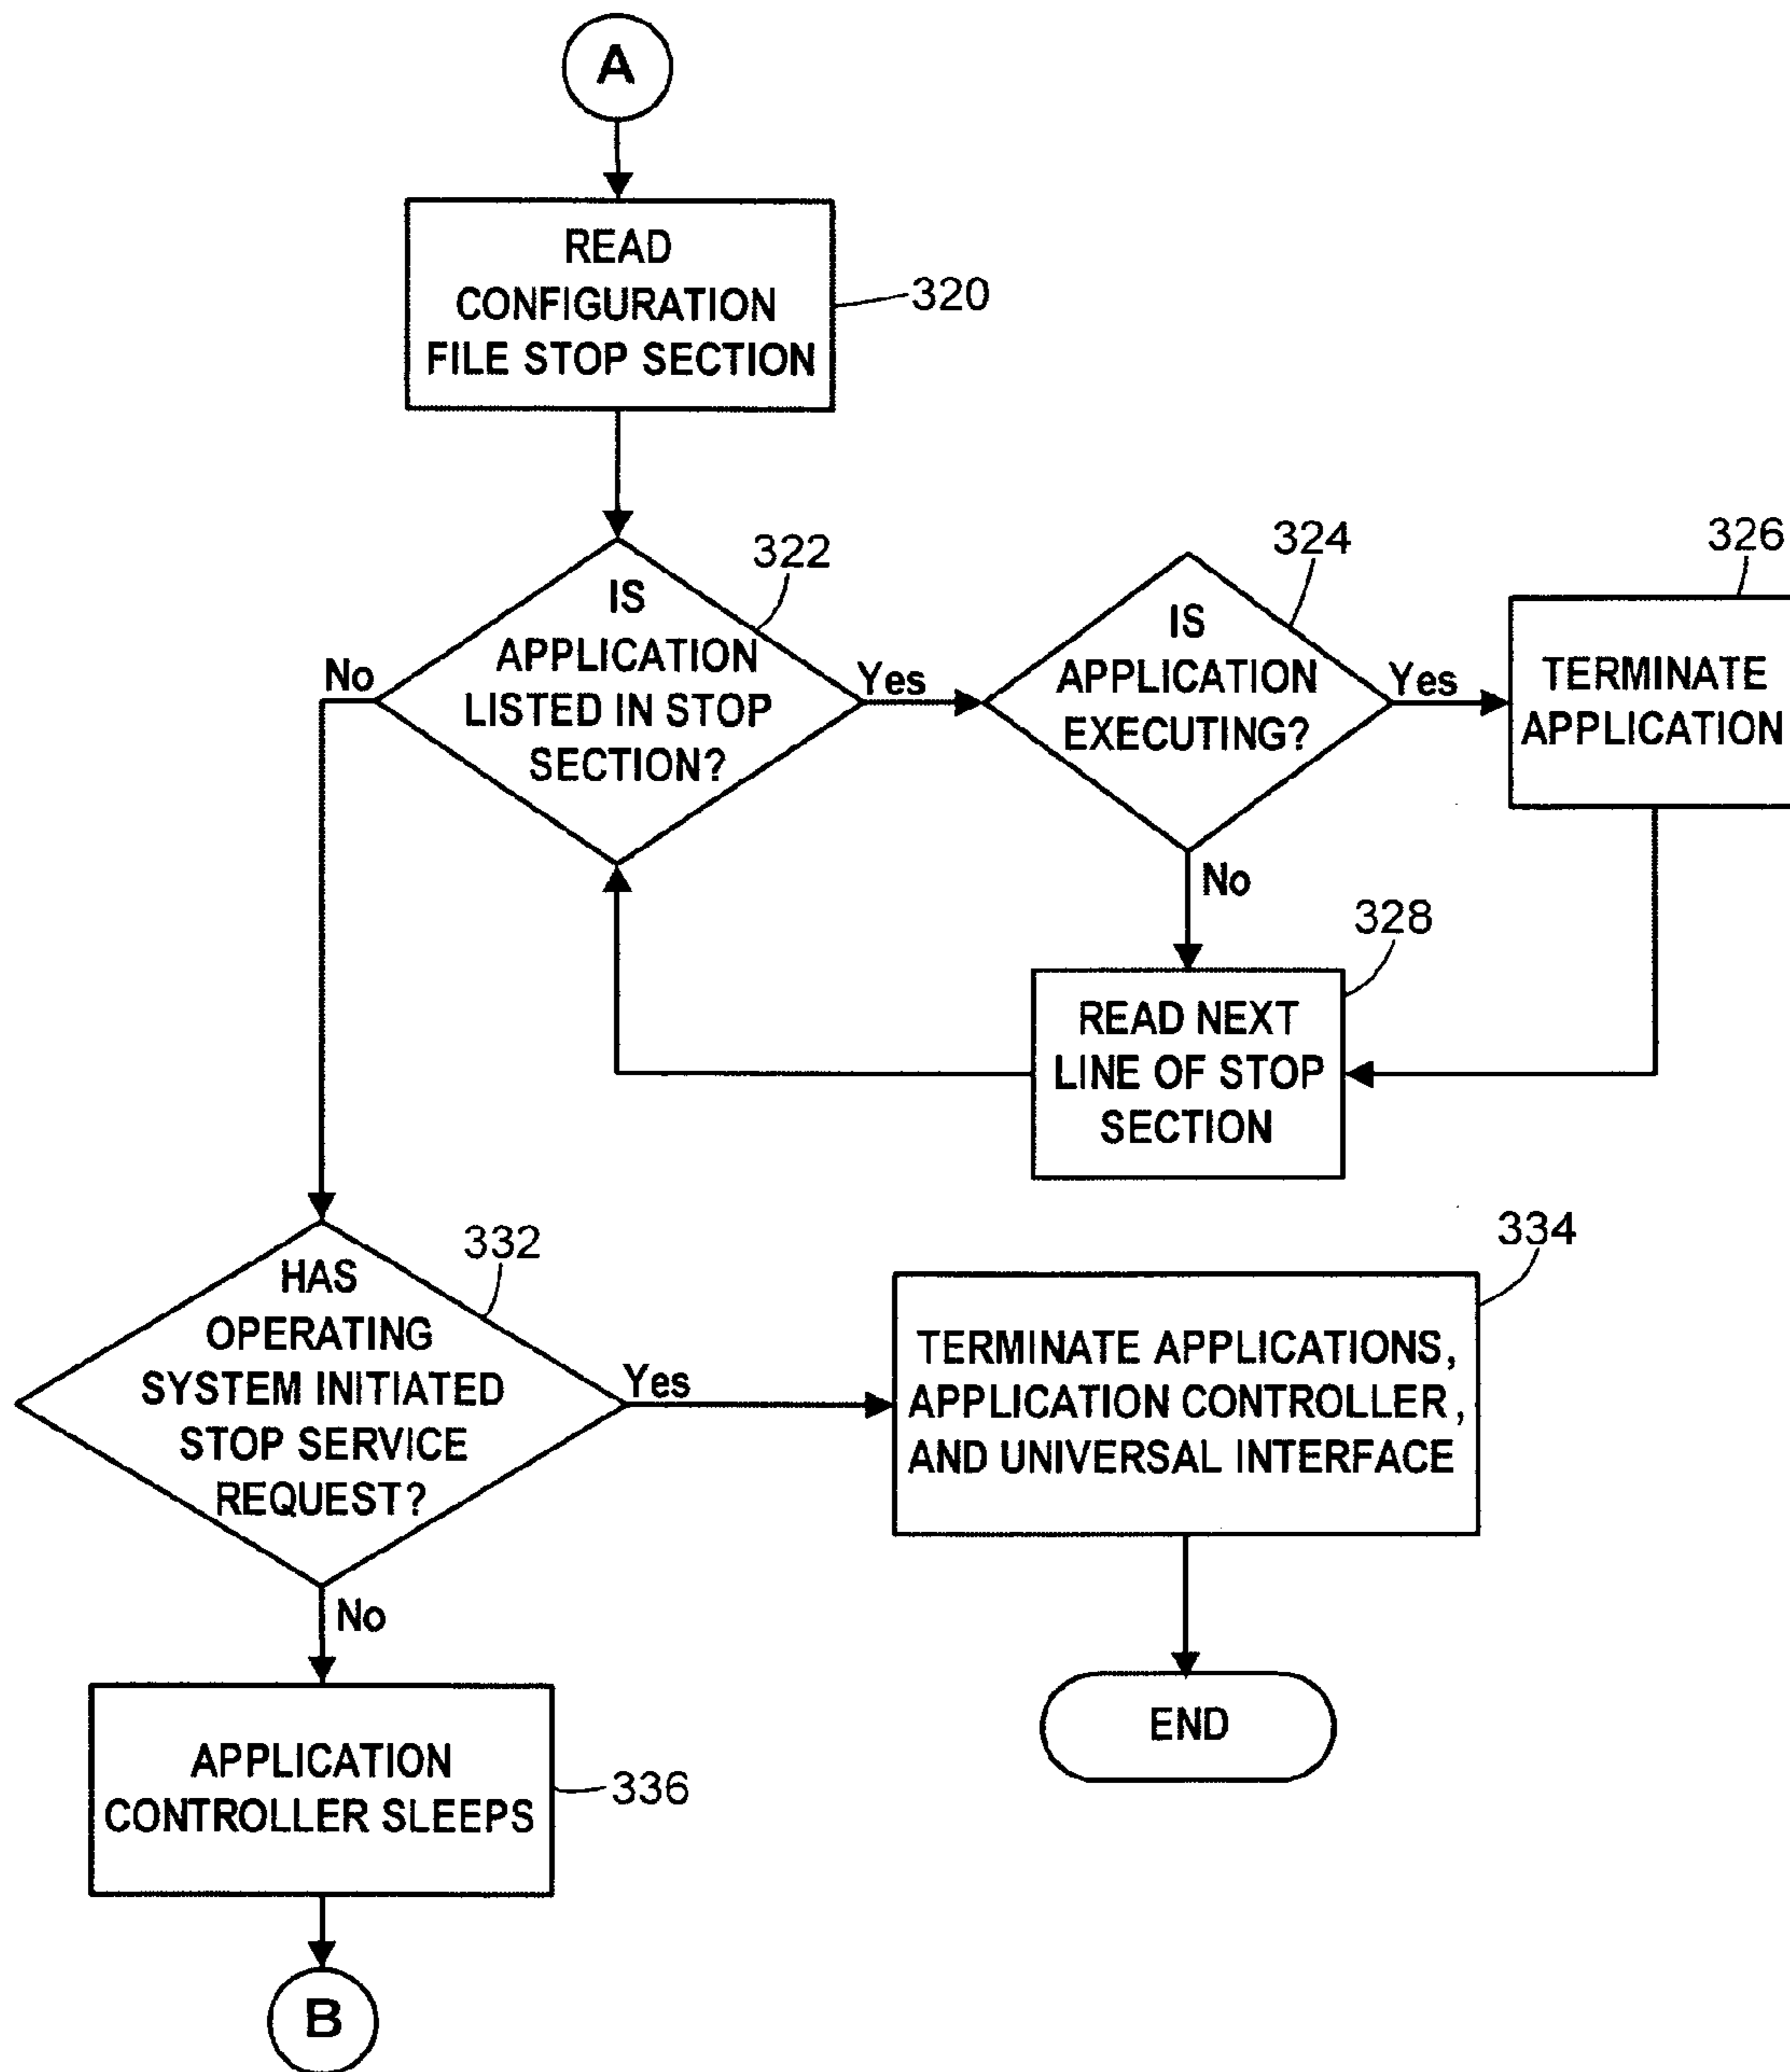 A
READ
CONFIGURATION
FILE STOP SECTION
320
322
IS
APPLICATION
LISTED IN STOP
SECTION?
No
Yes
324
IS
APPLICATION
EXECUTING?
Yes
No
326
TERMINATE
APPLICATION
328
READ NEXT
LINE OF STOP
SECTION
332
HAS
OPERATING
SYSTEM INITIATED
STOP SERVICE
REQUEST?
Yes
No
334
TERMINATE APPLICATIONS,
APPLICATION CONTROLLER,
AND UNIVERSAL INTERFACE
END
APPLICATION
CONTROLLER SLEEPS
336
B